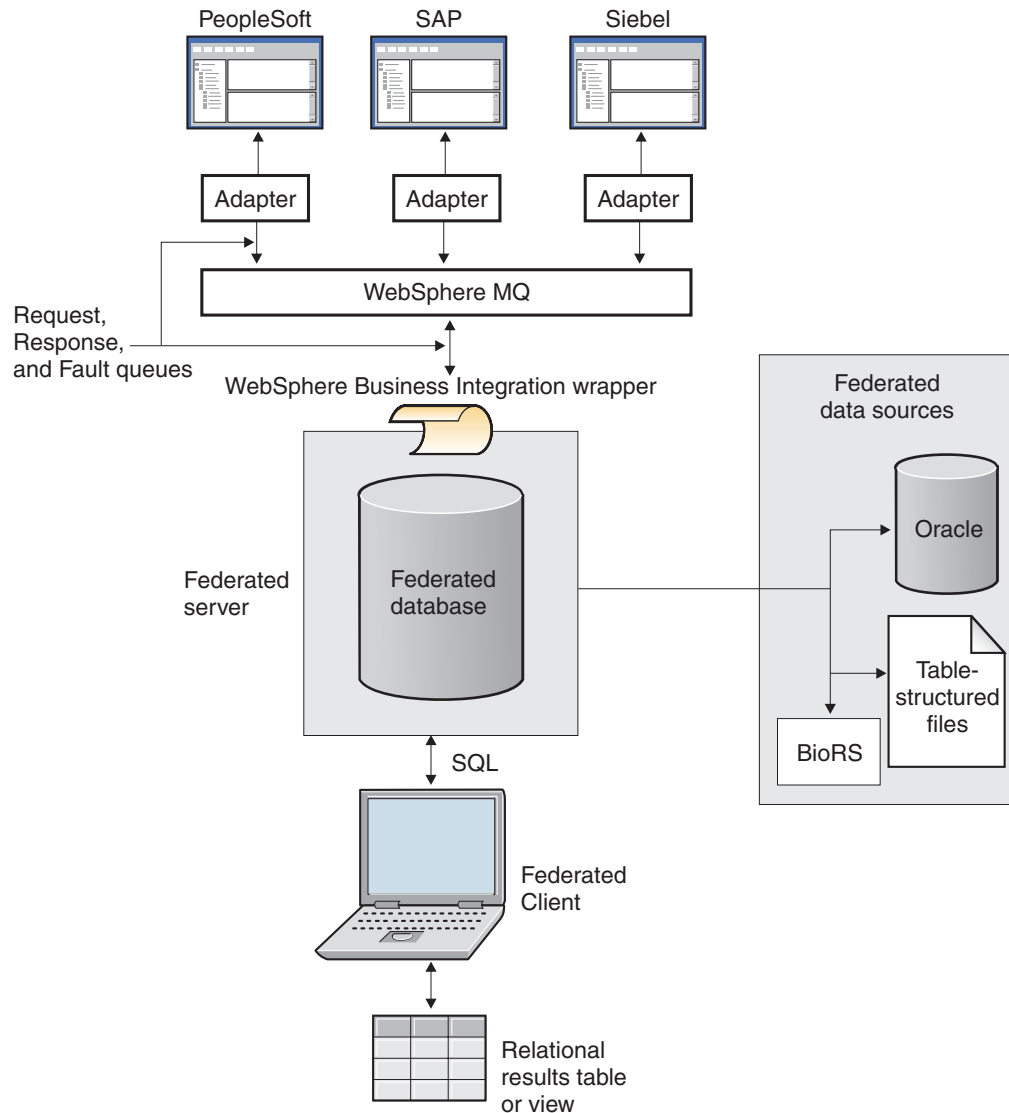 PeopleSoft
SAP
Siebel
Adapter
Adapter
Adapter
WebSphere MQ
Request,
Response,
and Fault queues
WebSphere Business Integration wrapper
Federated
data sources
Oracle
Federated
server
Federated
database
Table-
structured
files
BioRS
SQL
Federated
Client
Relational
results table
or view